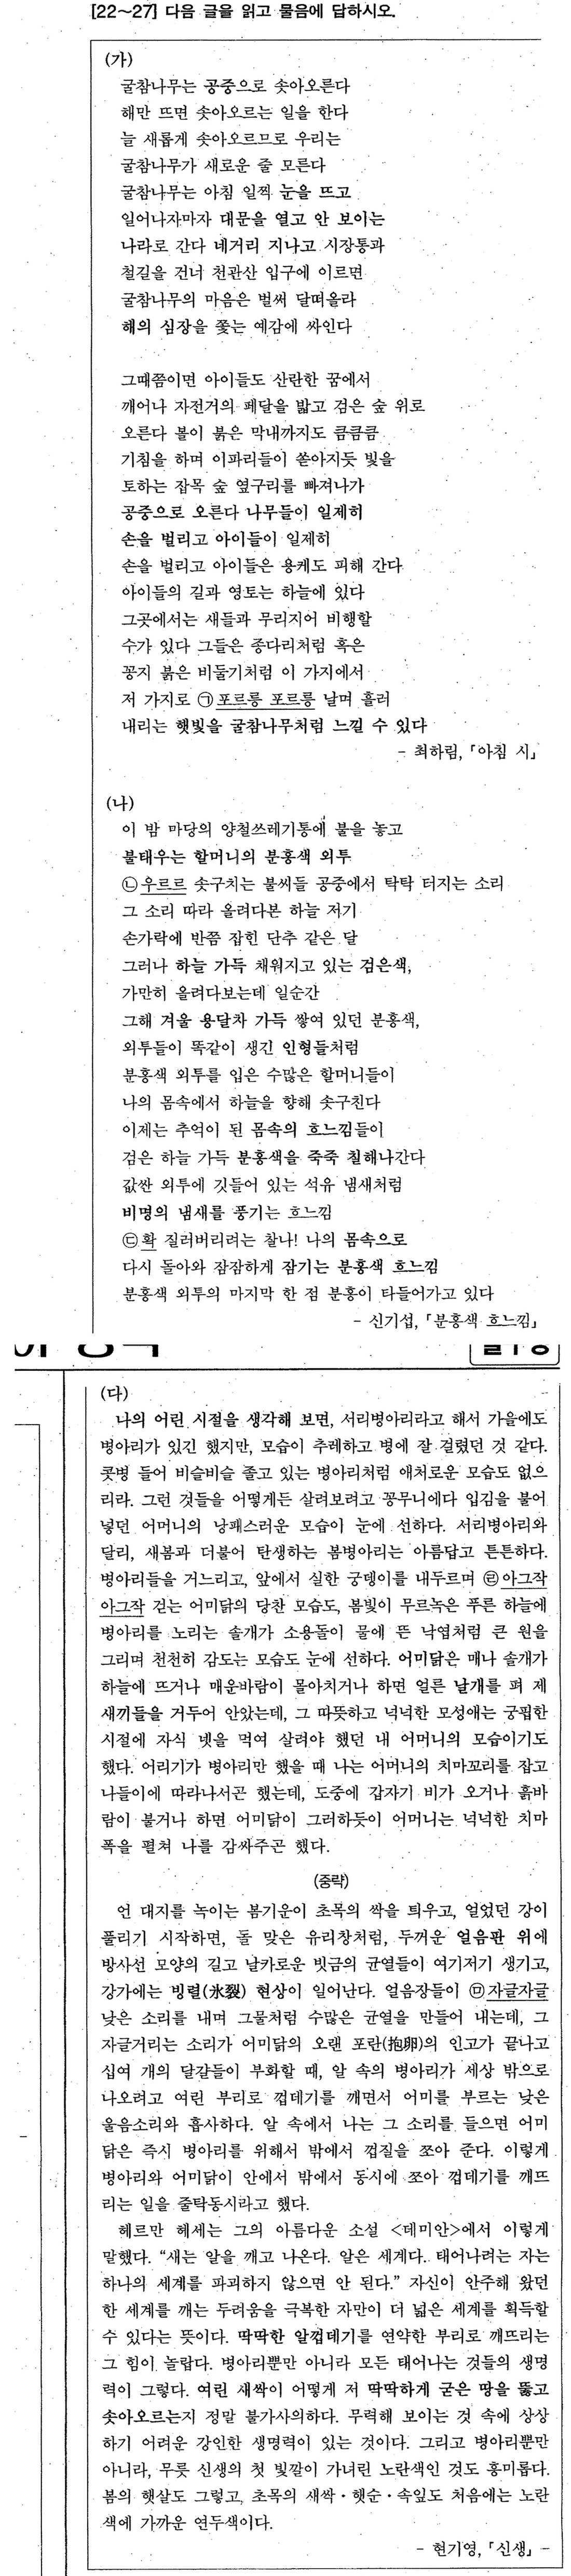 [22～27] 다음 글을 읽고 물음에 답하시오.
(가)
굴참나무는 공중으로 솟아오른다
해만 뜨면 솟아오르는 일을 한다
늘 새롭게 솟아오르므로 우리는
굴참나무가 새로운 줄 모른다
굴참나무는 아침 일찍 눈을 뜨고
일어나자마자 대문을 열고 안 보이는
나라로 간다 네거리 지나고 시장통과
철길을 건너 천관산 입구에 이르면
굴참나무의 마음은 벌써 달떠올라
해의 심장을 쫓는 예감에 싸인다
그때쯤이면 아이들도 산란한 꿈에서
깨어나 자전거의 페달을 밟고 검은 숲 위로
오른다 볼이 붉은 막내까지도 큼큼큼
기침을 하며 이파리들이 쏟아지듯 빛을
토하는 잡목 숲 옆구리를 빠져나가
공중으로 오른다 나무들이 일제히
손을 벌리고 아이들이 일제히
손을 벌리고 아이들은 용케도 피해 간다
아이들의 길과 영토는 하늘에 있다
그곳에서는 새들과 무리지어 비행할
수가 있다 그들은 종다리처럼 혹은
꽁지 붉은 비둘기처럼 이 가지에서
저 가지로 ㉠포르릉 포르릉 날며 흘러
내리는 햇빛을 굴참나무처럼 느낄 수 있다
- 최하림, ｢아침 시｣
(나)
이 밤 마당의 양철쓰레기통에 불을 놓고
불태우는 할머니의 분홍색 외투
㉡우르르 솟구치는 불씨들 공중에서 탁탁 터지는 소리
그 소리 따라 올려다본 하늘 저기
손가락에 반쯤 잡힌 단추 같은 달
그러나 하늘 가득 채워지고 있는 검은색,
가만히 올려다보는데 일순간
그해 겨울 용달차 가득 쌓여 있던 분홍색,
외투들이 똑같이 생긴 인형들처럼
분홍색 외투를 입은 수많은 할머니들이
나의 몸속에서 하늘을 향해 솟구친다
이제는 추억이 된 몸속의 흐느낌들이
검은 하늘 가득 분홍색을 죽죽 칠해나간다
값싼 외투에 깃들어 있는 석유 냄새처럼
비명의 냄새를 풍기는 흐느낌
㉢확 질러버리려는 찰나! 나의 몸속으로
다시 돌아와 잠잠하게 잠기는 분홍색 흐느낌
분홍색 외투의 마지막 한 점 분홍이 타들어가고 있다
- 신기섭, ｢분홍색 흐느낌｣
(다)
나의 어린 시절을 생각해 보면, 서리병아리라고 해서 가을에도
병아리가 있긴 했지만, 모습이 추레하고 병에 잘 걸렸던 것 같다.
콧병 들어 비슬비슬 졸고 있는 병아리처럼 애처로운 모습도 없으
리라. 그런 것들을 어떻게든 살려보려고 꽁무니에다 입김을 불어
넣던 어머니의 낭패스러운 모습이 눈에 선하다. 서리병아리와
달리, 새봄과 더불어 탄생하는 봄병아리는 아름답고 튼튼하다.
병아리들을 거느리고, 앞에서 실한 궁뎅이를 내두르며 ㉣아그작
아그작 걷는 어미닭의 당찬 모습도, 봄빛이 무르녹은 푸른 하늘에
병아리를 노리는 솔개가 소용돌이 물에 뜬 낙엽처럼 큰 원을
그리며 천천히 감도는 모습도 눈에 선하다. 어미닭은 매나 솔개가
하늘에 뜨거나 매운바람이 몰아치거나 하면 얼른 날개를 펴 제
새끼들을 거두어 안았는데, 그 따뜻하고 넉넉한 모성애는 궁핍한
시절에 자식 넷을 먹여 살려야 했던 내 어머니의 모습이기도
했다. 어리기가 병아리만 했을 때 나는 어머니의 치마꼬리를 잡고
나들이에 따라나서곤 했는데, 도중에 갑자기 비가 오거나 흙바
람이 불거나 하면 어미닭이 그러하듯이 어머니는 넉넉한 치마
폭을 펼쳐 나를 감싸주곤 했다.
(중략)
언 대지를 녹이는 봄기운이 초목의 싹을 틔우고, 얼었던 강이
풀리기 시작하면, 돌 맞은 유리창처럼, 두꺼운 얼음판 위에
방사선 모양의 길고 날카로운 빗금의 균열들이 여기저기 생기고,
강가에는 빙렬(氷裂) 현상이 일어난다. 얼음장들이 ㉤자글자글
낮은 소리를 내며 그물처럼 수많은 균열을 만들어 내는데, 그
자글거리는 소리가 어미닭의 오랜 포란(抱卵)의 인고가 끝나고
십여 개의 달걀들이 부화할 때, 알 속의 병아리가 세상 밖으로
나오려고 여린 부리로 껍데기를 깨면서 어미를 부르는 낮은
울음소리와 흡사하다. 알 속에서 나는 그 소리를 들으면 어미
닭은 즉시 병아리를 위해서 밖에서 껍질을 쪼아 준다. 이렇게
병아리와 어미닭이 안에서 밖에서 동시에 쪼아 껍데기를 깨뜨
리는 일을 줄탁동시라고 했다.
헤르만 헤세는 그의 아름다운 소설 <데미안>에서 이렇게
말했다. “새는 알을 깨고 나온다. 알은 세계다. 태어나려는 자는
하나의 세계를 파괴하지 않으면 안 된다.” 자신이 안주해 왔던
한 세계를 깨는 두려움을 극복한 자만이 더 넓은 세계를 획득할
수 있다는 뜻이다. 딱딱한 알껍데기를 연약한 부리로 깨뜨리는
그 힘이 놀랍다. 병아리뿐만 아니라 모든 태어나는 것들의 생명
력이 그렇다. 여린 새싹이 어떻게 저 딱딱하게 굳은 땅을 뚫고
솟아오르는지 정말 불가사의하다. 무력해 보이는 것 속에 상상
하기 어려운 강인한 생명력이 있는 것이다. 그리고 병아리뿐만
아니라, 무릇 신생의 첫 빛깔이 가녀린 노란색인 것도 흥미롭다.
봄의 햇살도 그렇고, 초목의 새싹·햇순·속잎도 처음에는 노란
색에 가까운 연두색이다.
- 현기영, ｢신생｣ -